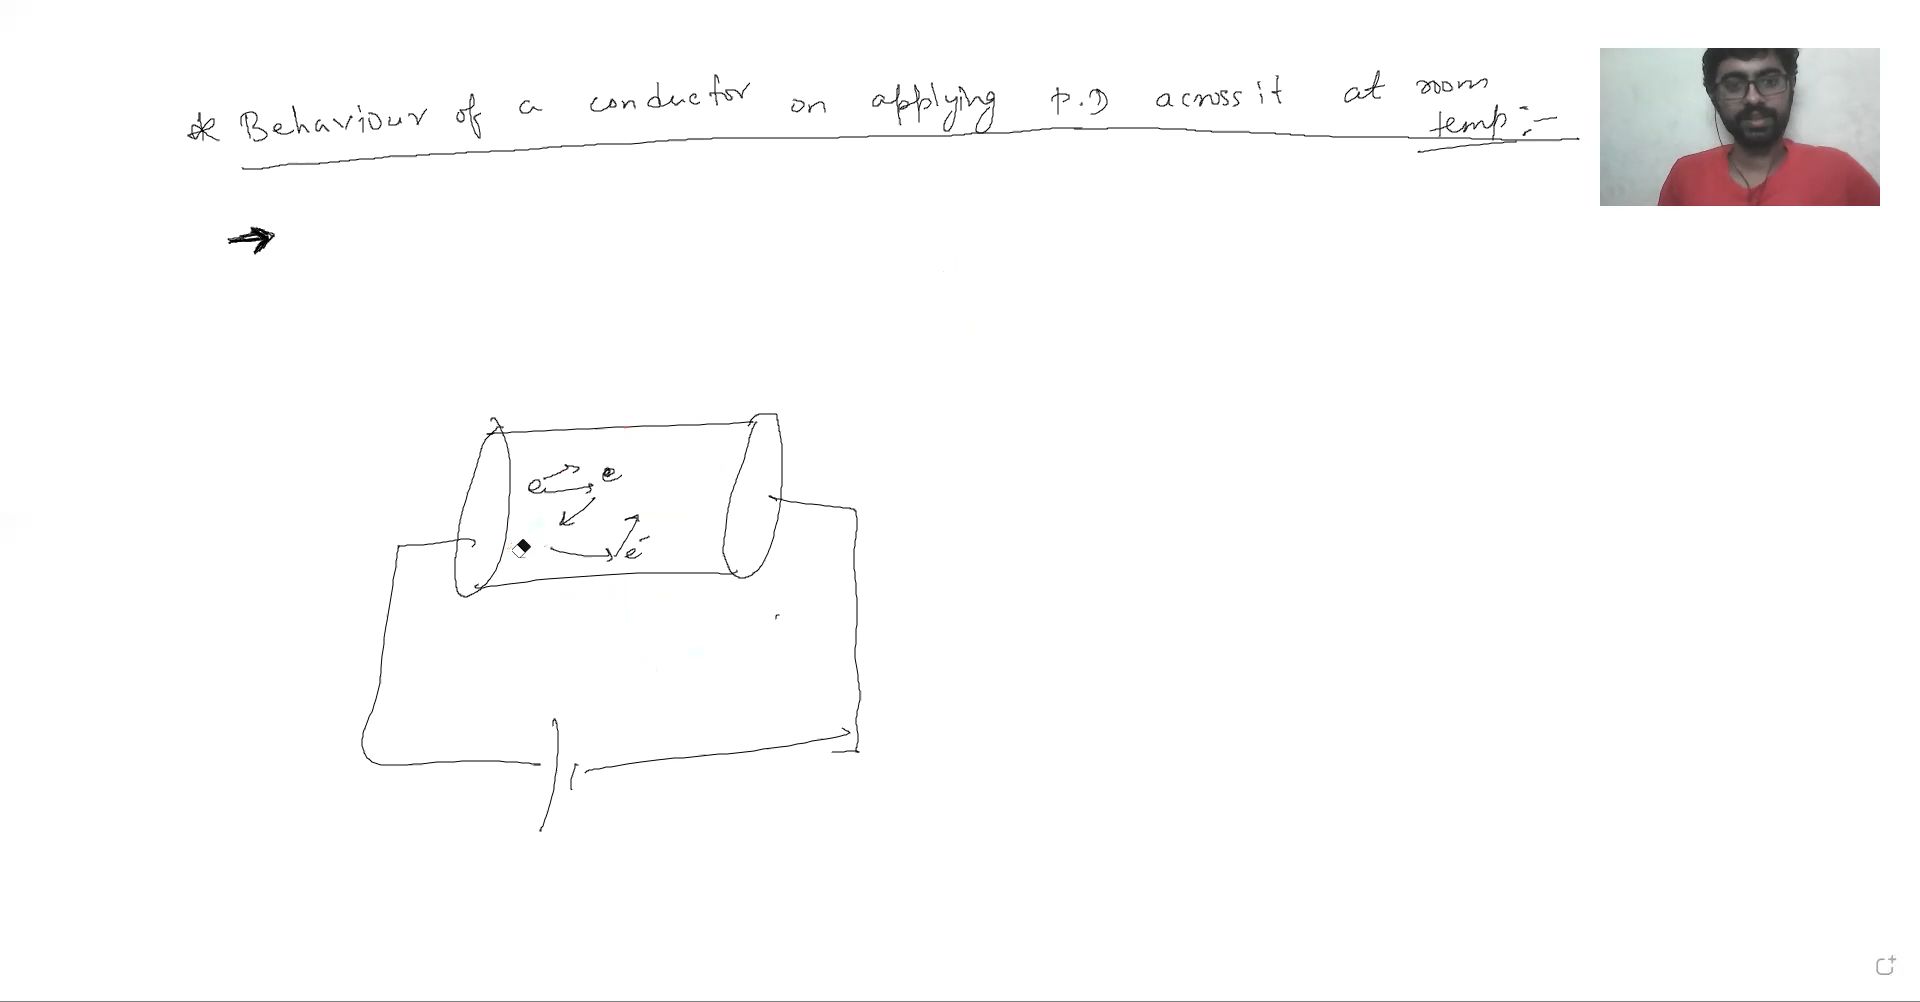 * Behaviour of a conductor on applying P.D across it at room
temp :-
e e
e-